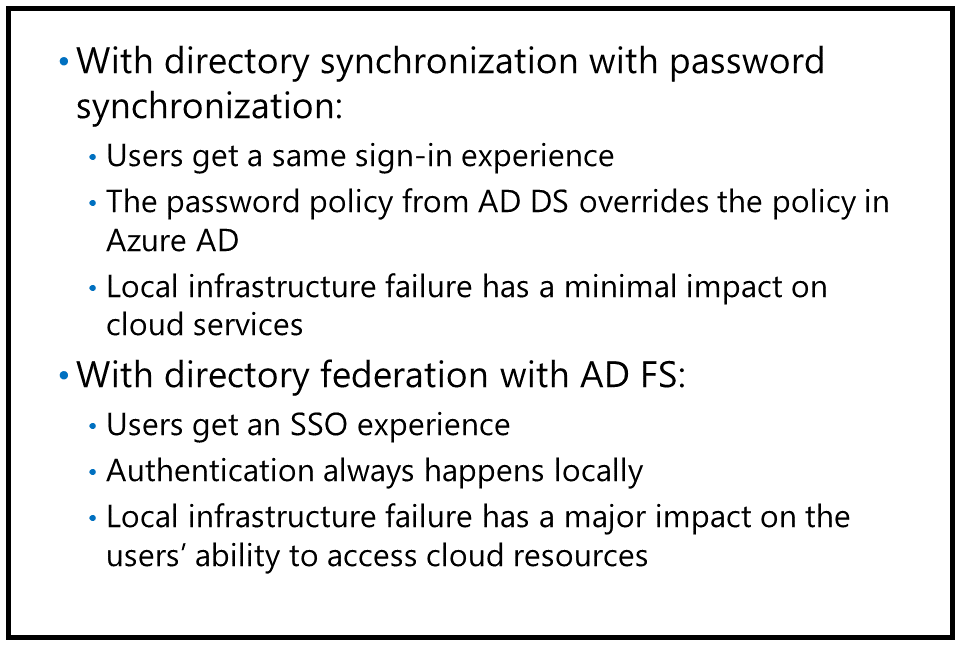 • With directory synchronization with password
synchronization:
• Users get a same sign-in experience
• The password policy from AD DS overrides the policy in
Azure AD
• Local infrastructure failure has a minimal impact on
cloud services
• With directory federation with AD FS:
• Users get an SSO experience
• Authentication always happens locally
• Local infrastructure failure has a major impact on the
users’ ability to access cloud resources